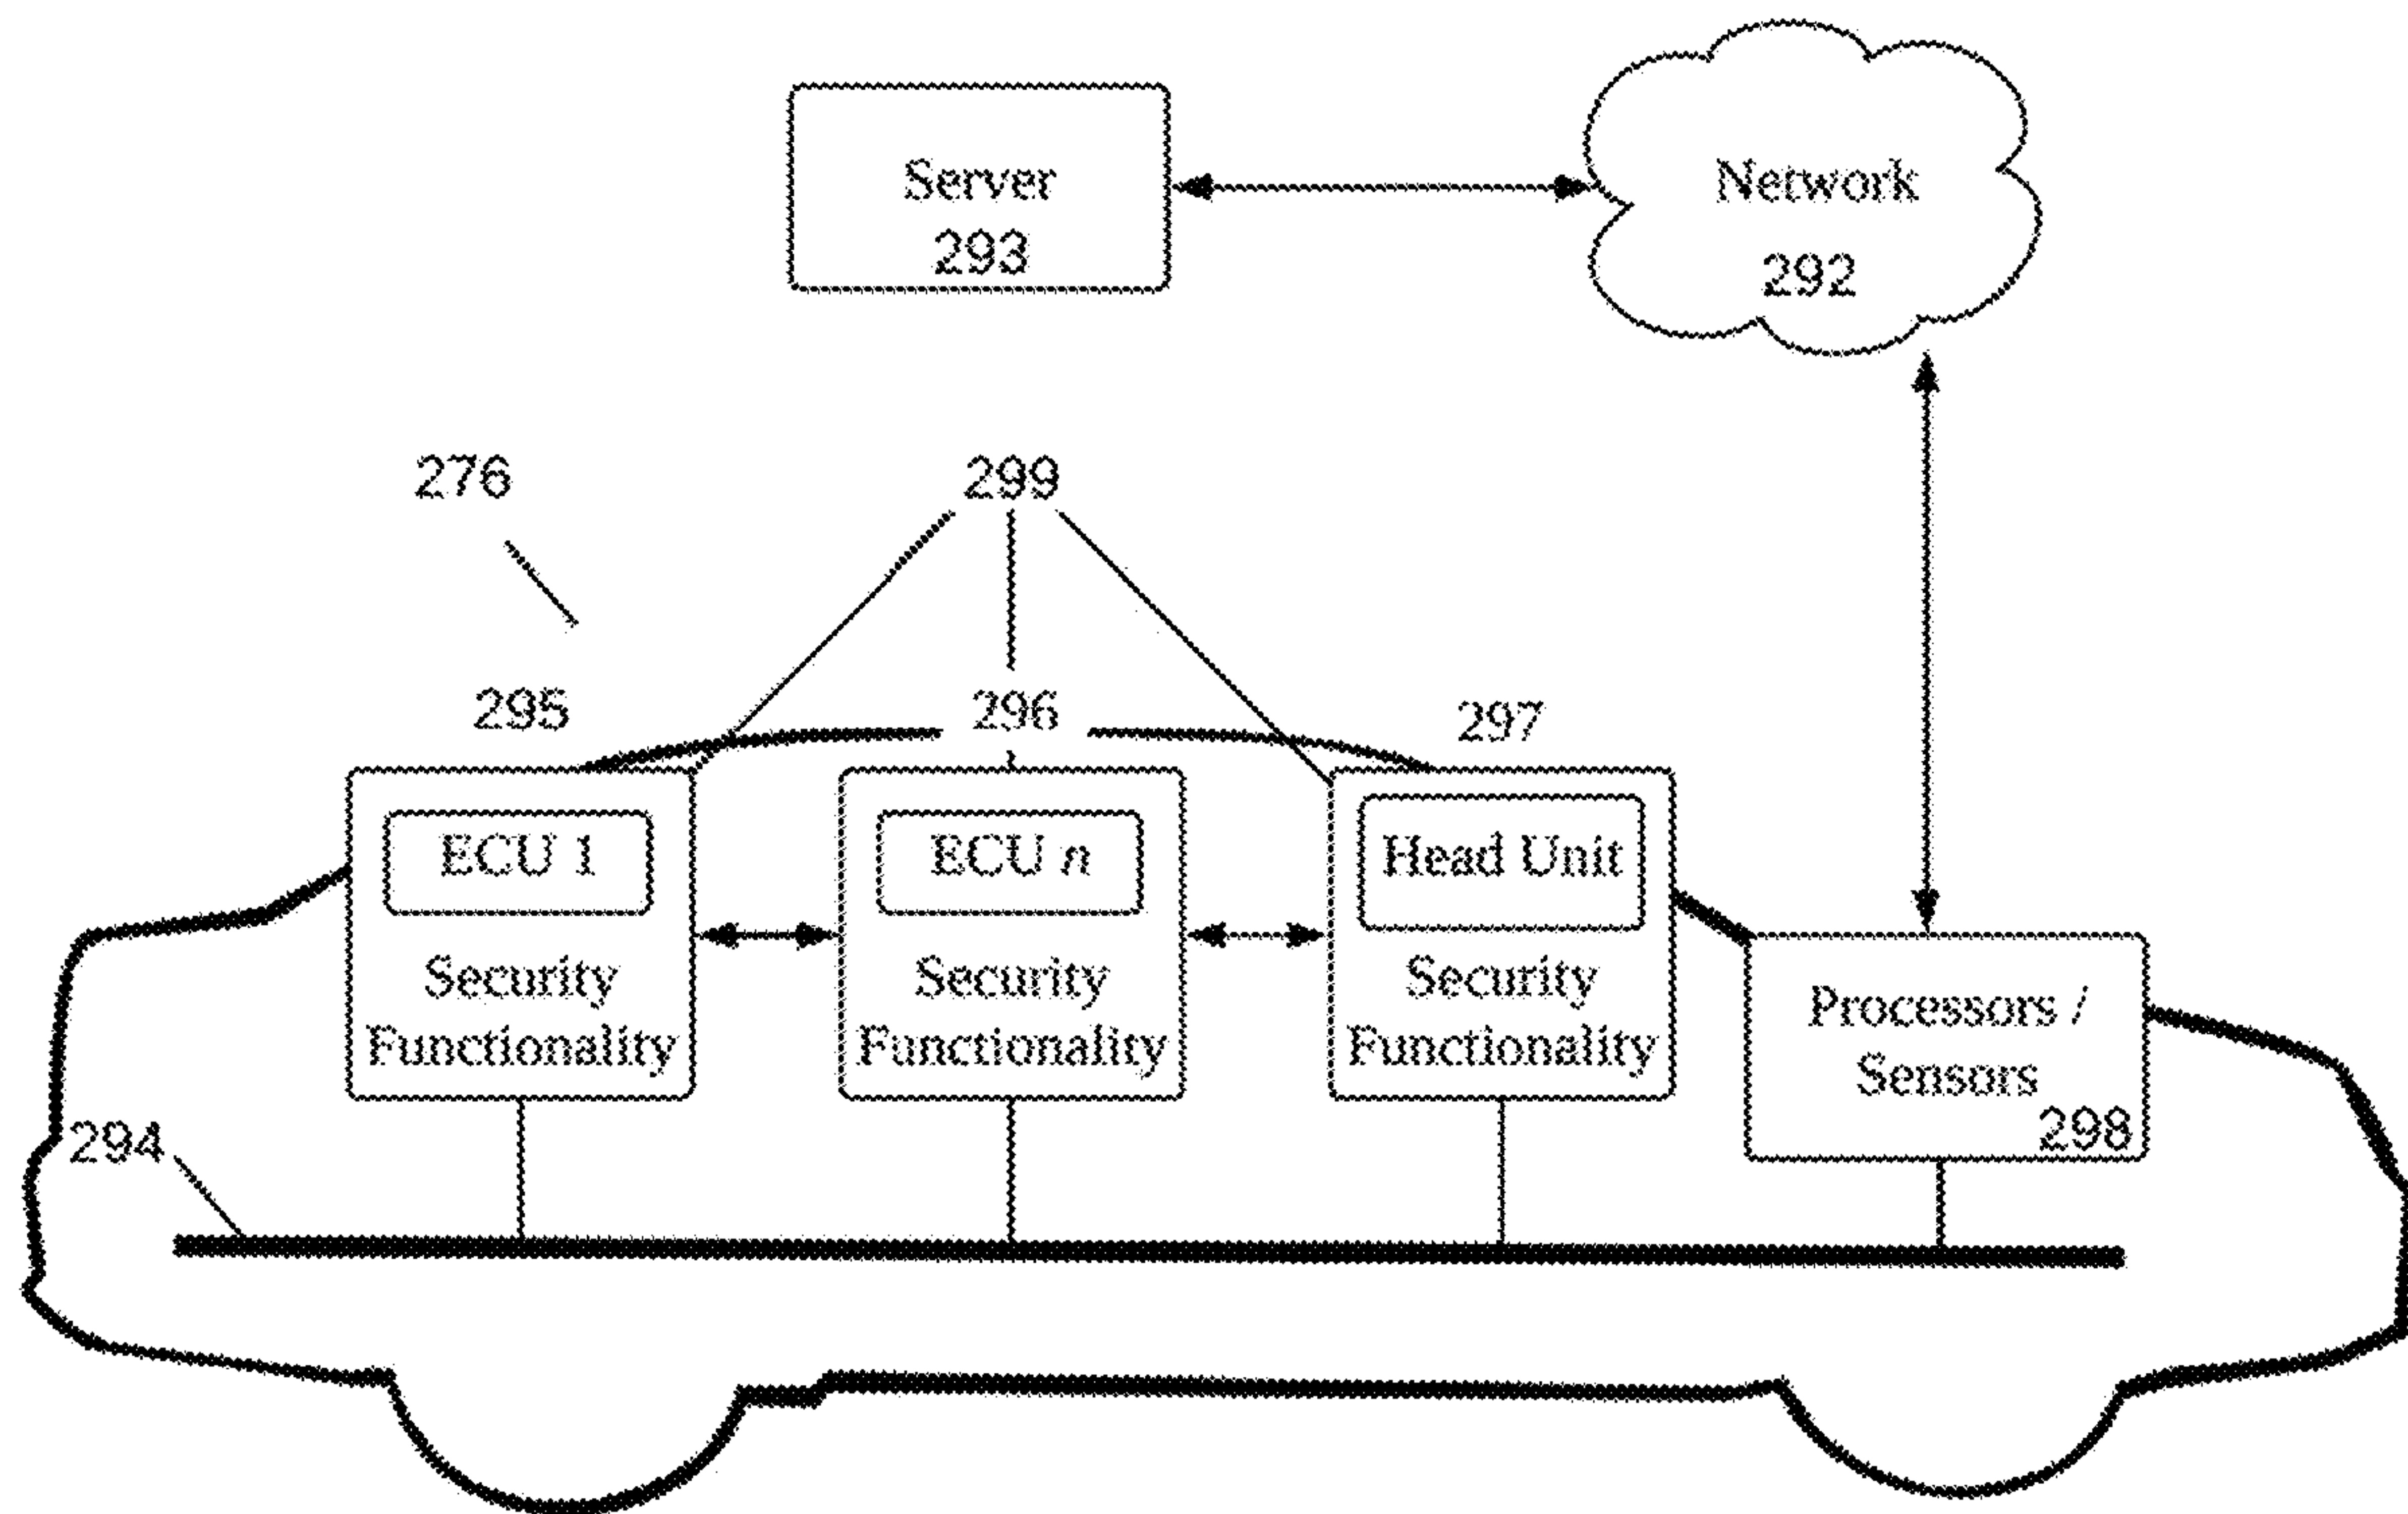 Server
293
Network
292
276
299
295
296
297
ECU 1
Security
Functionality
ECU n
Security
Functionality
Head Unit
Security
Functionality
Processors /
Sensors
298
294